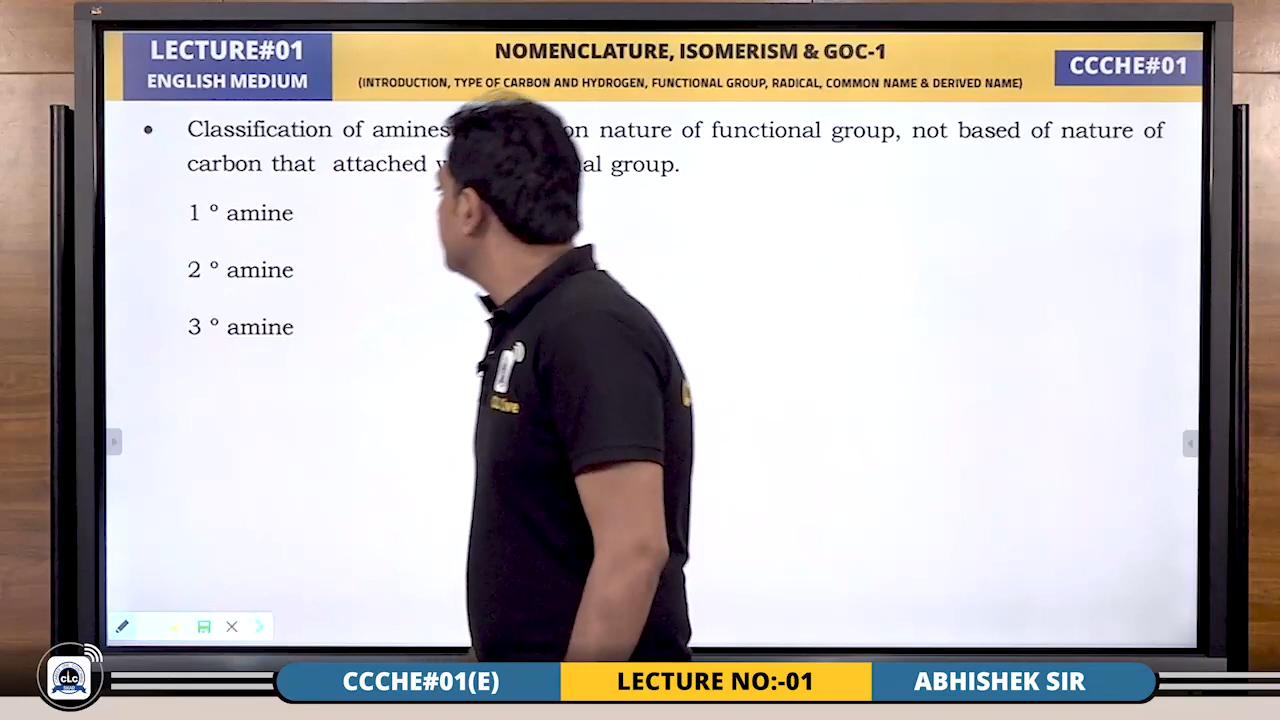 LECTURE#01
ENGLISH MEDIUM
NOMENCLATURE, ISOMERISM & GOC-1
(INTRODUCTION, TYPE OF CARBON AND HYDROGEN, FUNCTIONAL GROUP, RADICAL, COMMON NAME & DERIVED NAME)
CCCHE#01
• Classification of amines on nature of functional group, not based of nature of
carbon that attached group.
1 º amine
2 º amine
3 º amine
CLC
CCCHE#01(E)
LECTURE NO:-01
ABHISHEK SIR